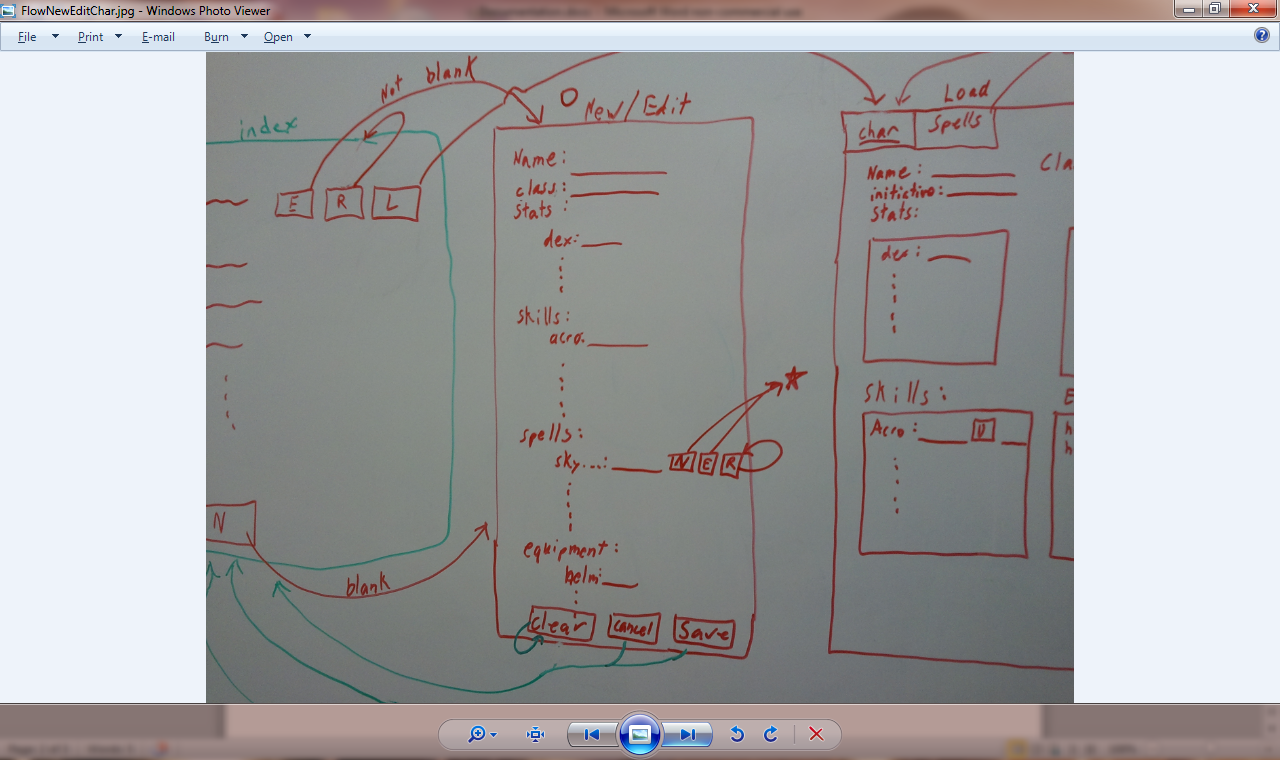 FlowNewEditChar.jpg - Windows Photo Viewer
File Print E-mail Burn Open
index
Not blank
E R L
N
blank
New/Edit
Name:
class:
Stats:
dex:
skills:
acro:
spells:
sky...:
N E R
equipment:
helm:
Clear Cancel Save
Load
char Spells
Name:
Stats:
dex:
Skills:
Acro:
Cla